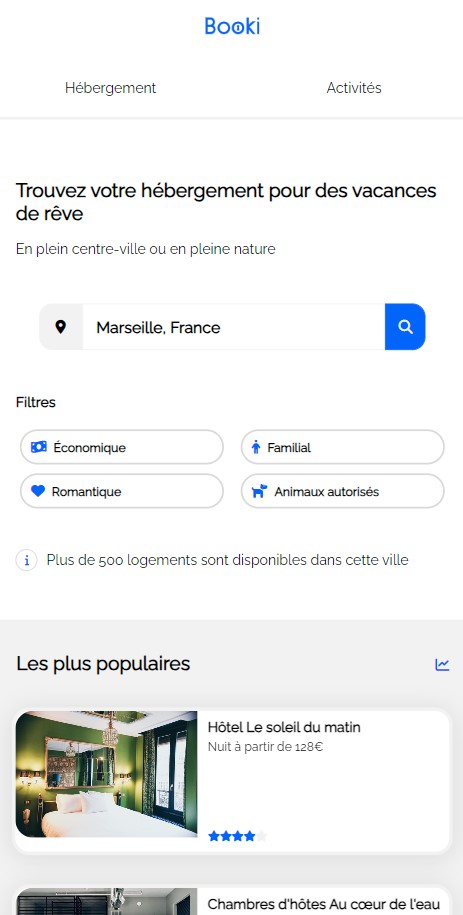 Booki
Hébergement
Activités
Trouvez votre hébergement pour des vacances
de rêve
En plein centre-ville ou en pleine nature
Marseille, France
Filtres
Économique
Familial
Romantique
Animaux autorisés
Plus de 500 logements sont disponibles dans cette ville
Les plus populaires
Hôtel Le soleil du matin
Nuit à partir de 128€
Chambres d'hôtes Au cœur de l'eau